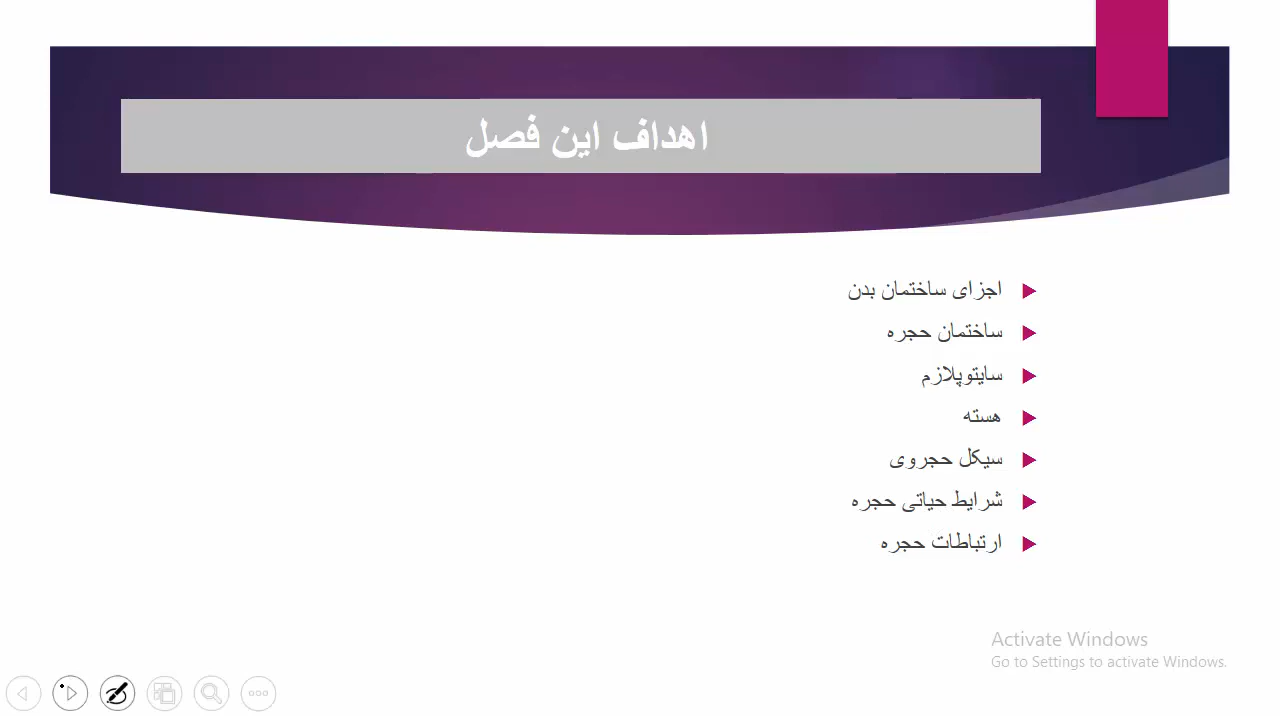 اهداف این فصل
اجزای ساختمان بدن
ساختمان حجره
سایتوپلازم
هسته
سیکل حجروی
شرایط حیاتی حجره
ارتباطات حجره
Activate Windows
Go to Settings to activate Windows.